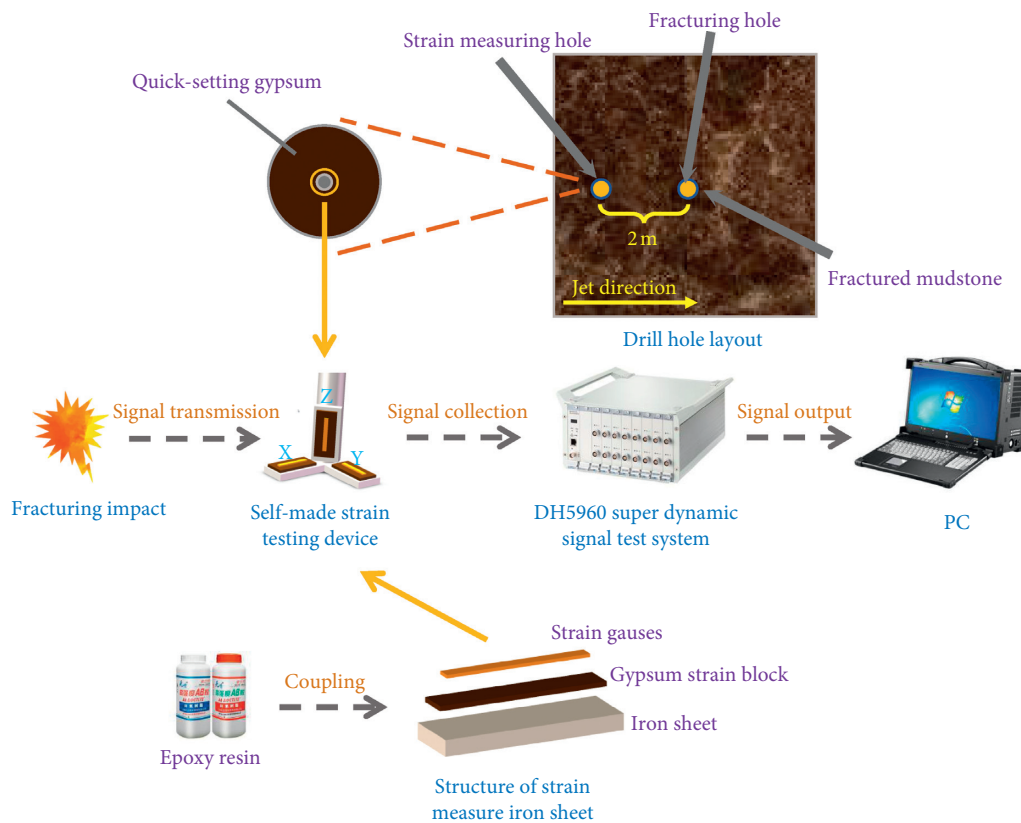 Fracturing hole
Strain measuring hole
Quick-setting gypsum
2 m
Fractured mudstone
Jet direction
Drill hole layout
Z
Signal transmission
Signal collection
Signal output
X
Y
Fracturing impact
Self-made strain
testing device
DH5960 super dynamic
signal test system
PC
Strain gauses
Gypsum strain block
Coupling
Iron sheet
Epoxy resin
Structure of strain
measure iron sheet